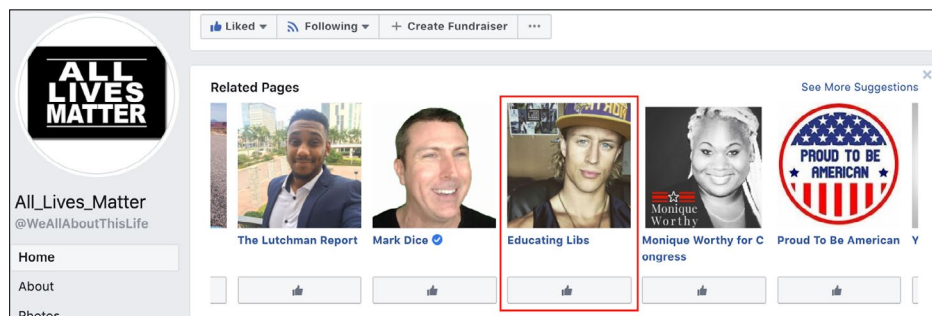 Liked
Following
+ Create Fundraiser
ALL
LIVES
MATTER
Related Pages
See More Suggestions
PROUD TO BE
AMERICAN
Monique
Worthy
All_Lives_Matter
@WeAllAboutThisLife
The Lutchman Report
Mark Dice
Educating Libs
Monique Worthy for C
ongress
Proud To Be American
Y
Home
About
Photos